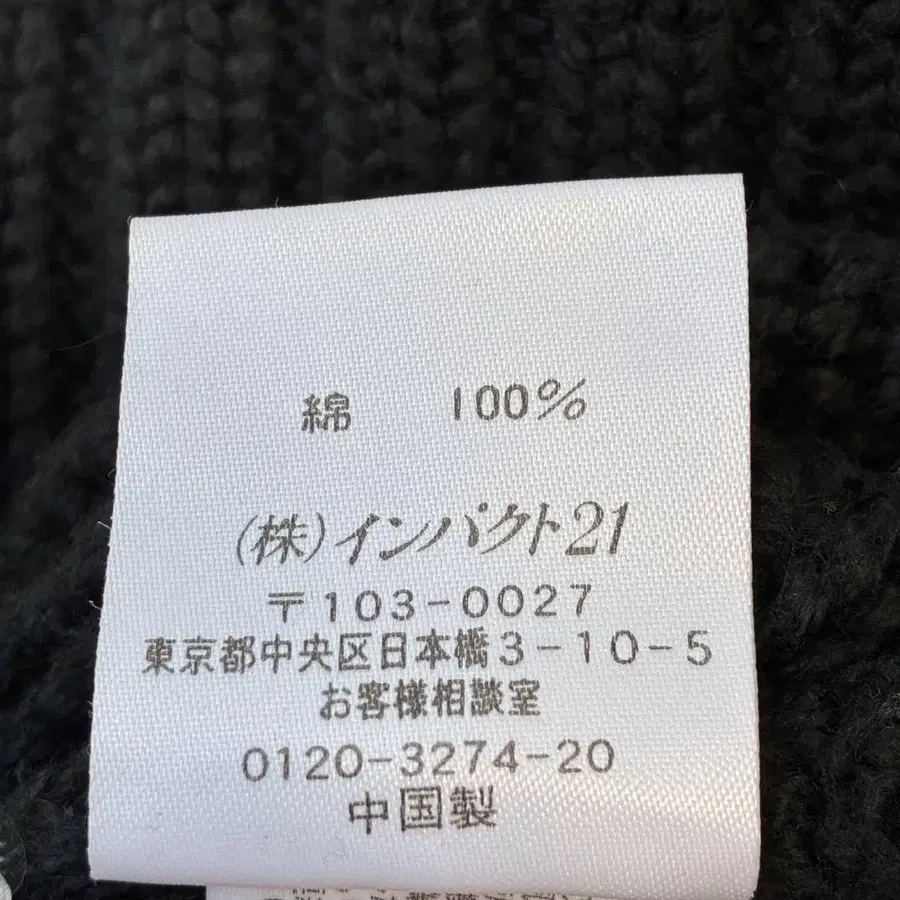 綿 100%
(株)インパクト21
〒103-0027
東京都中央区日本橋3-10-5
お客様相談室
0120-3274-20
中国製